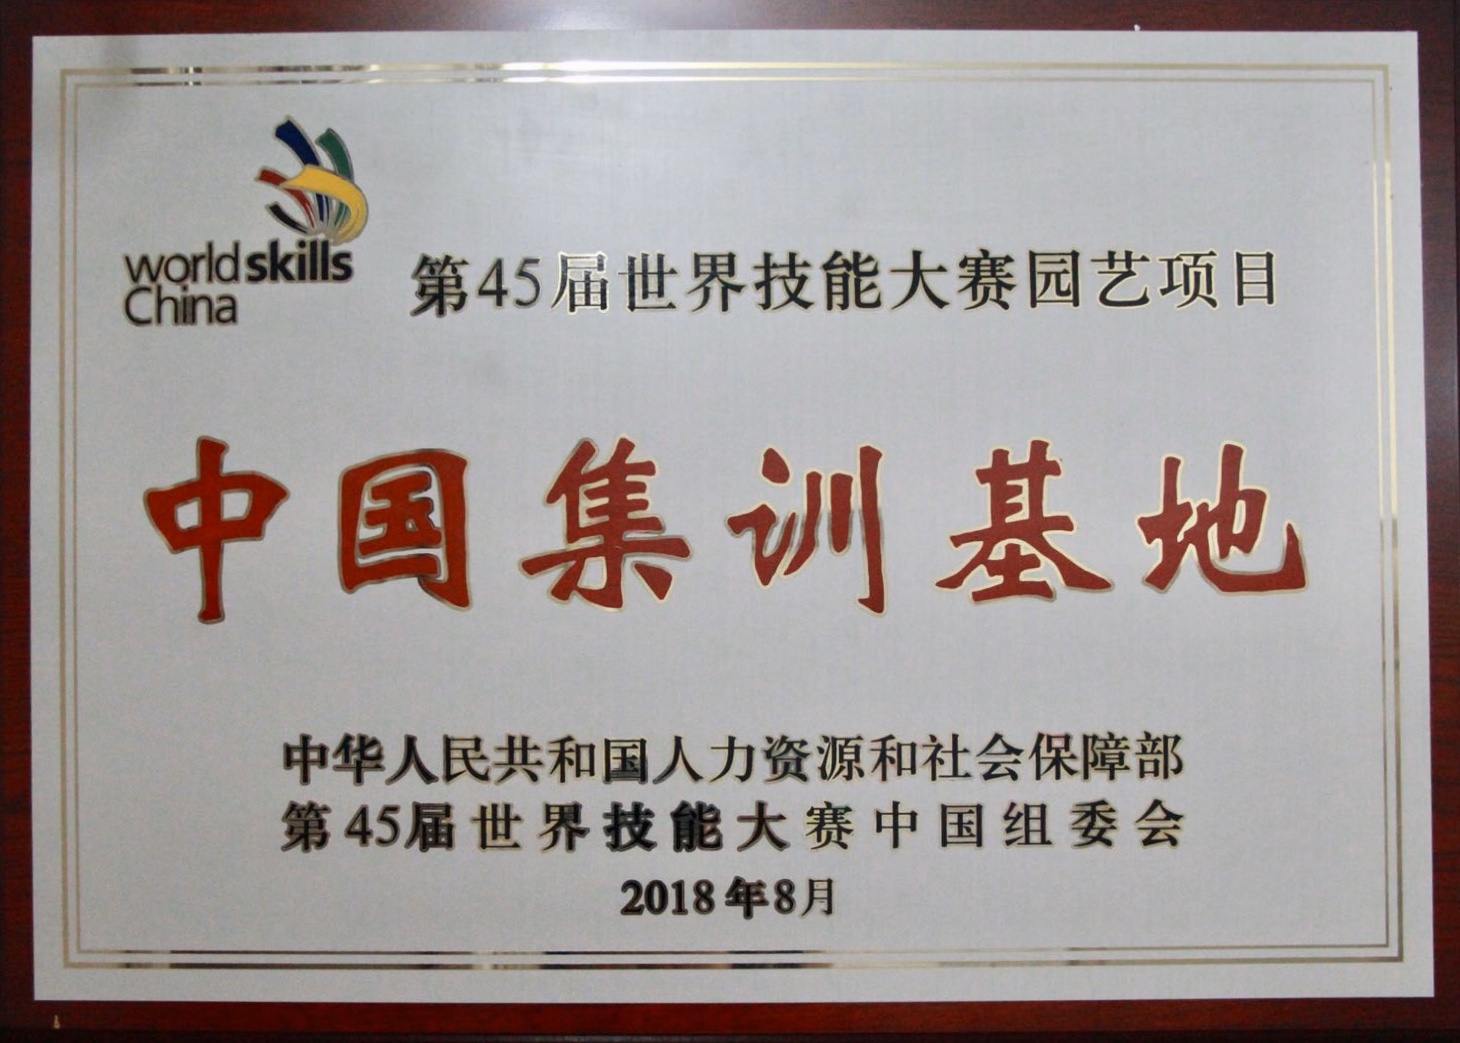 worldskills
China
第45届世界技能大赛园艺项目
中国集训基地
中华人民共和国人力资源和社会保障部
第45届世界技能大赛中国组委会
2018年8月